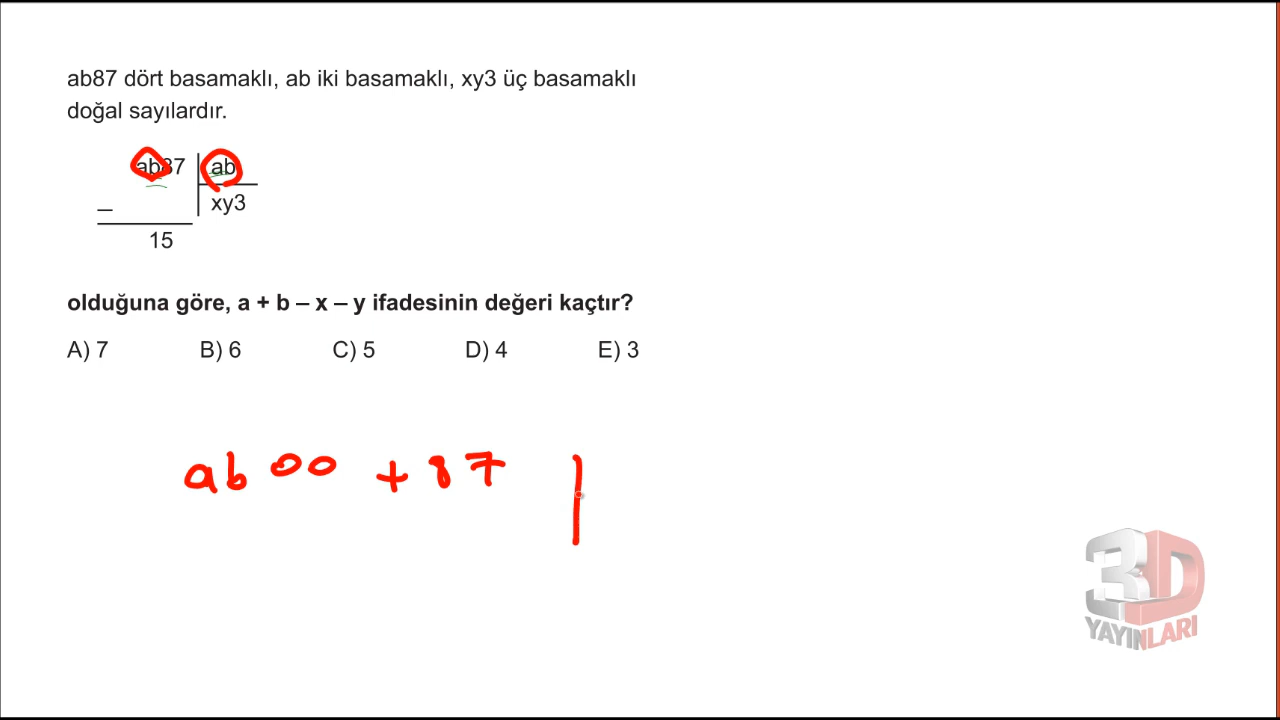 ab87 dört basamaklı, ab iki basamaklı, xy3 üç basamaklı
doğal sayılardır.
ab87 ab
– xy3
15
olduğuna göre, a + b – x – y ifadesinin değeri kaçtır?
A) 7 B) 6 C) 5 D) 4 E) 3
ab00 + 87
3D
YAYINLARI